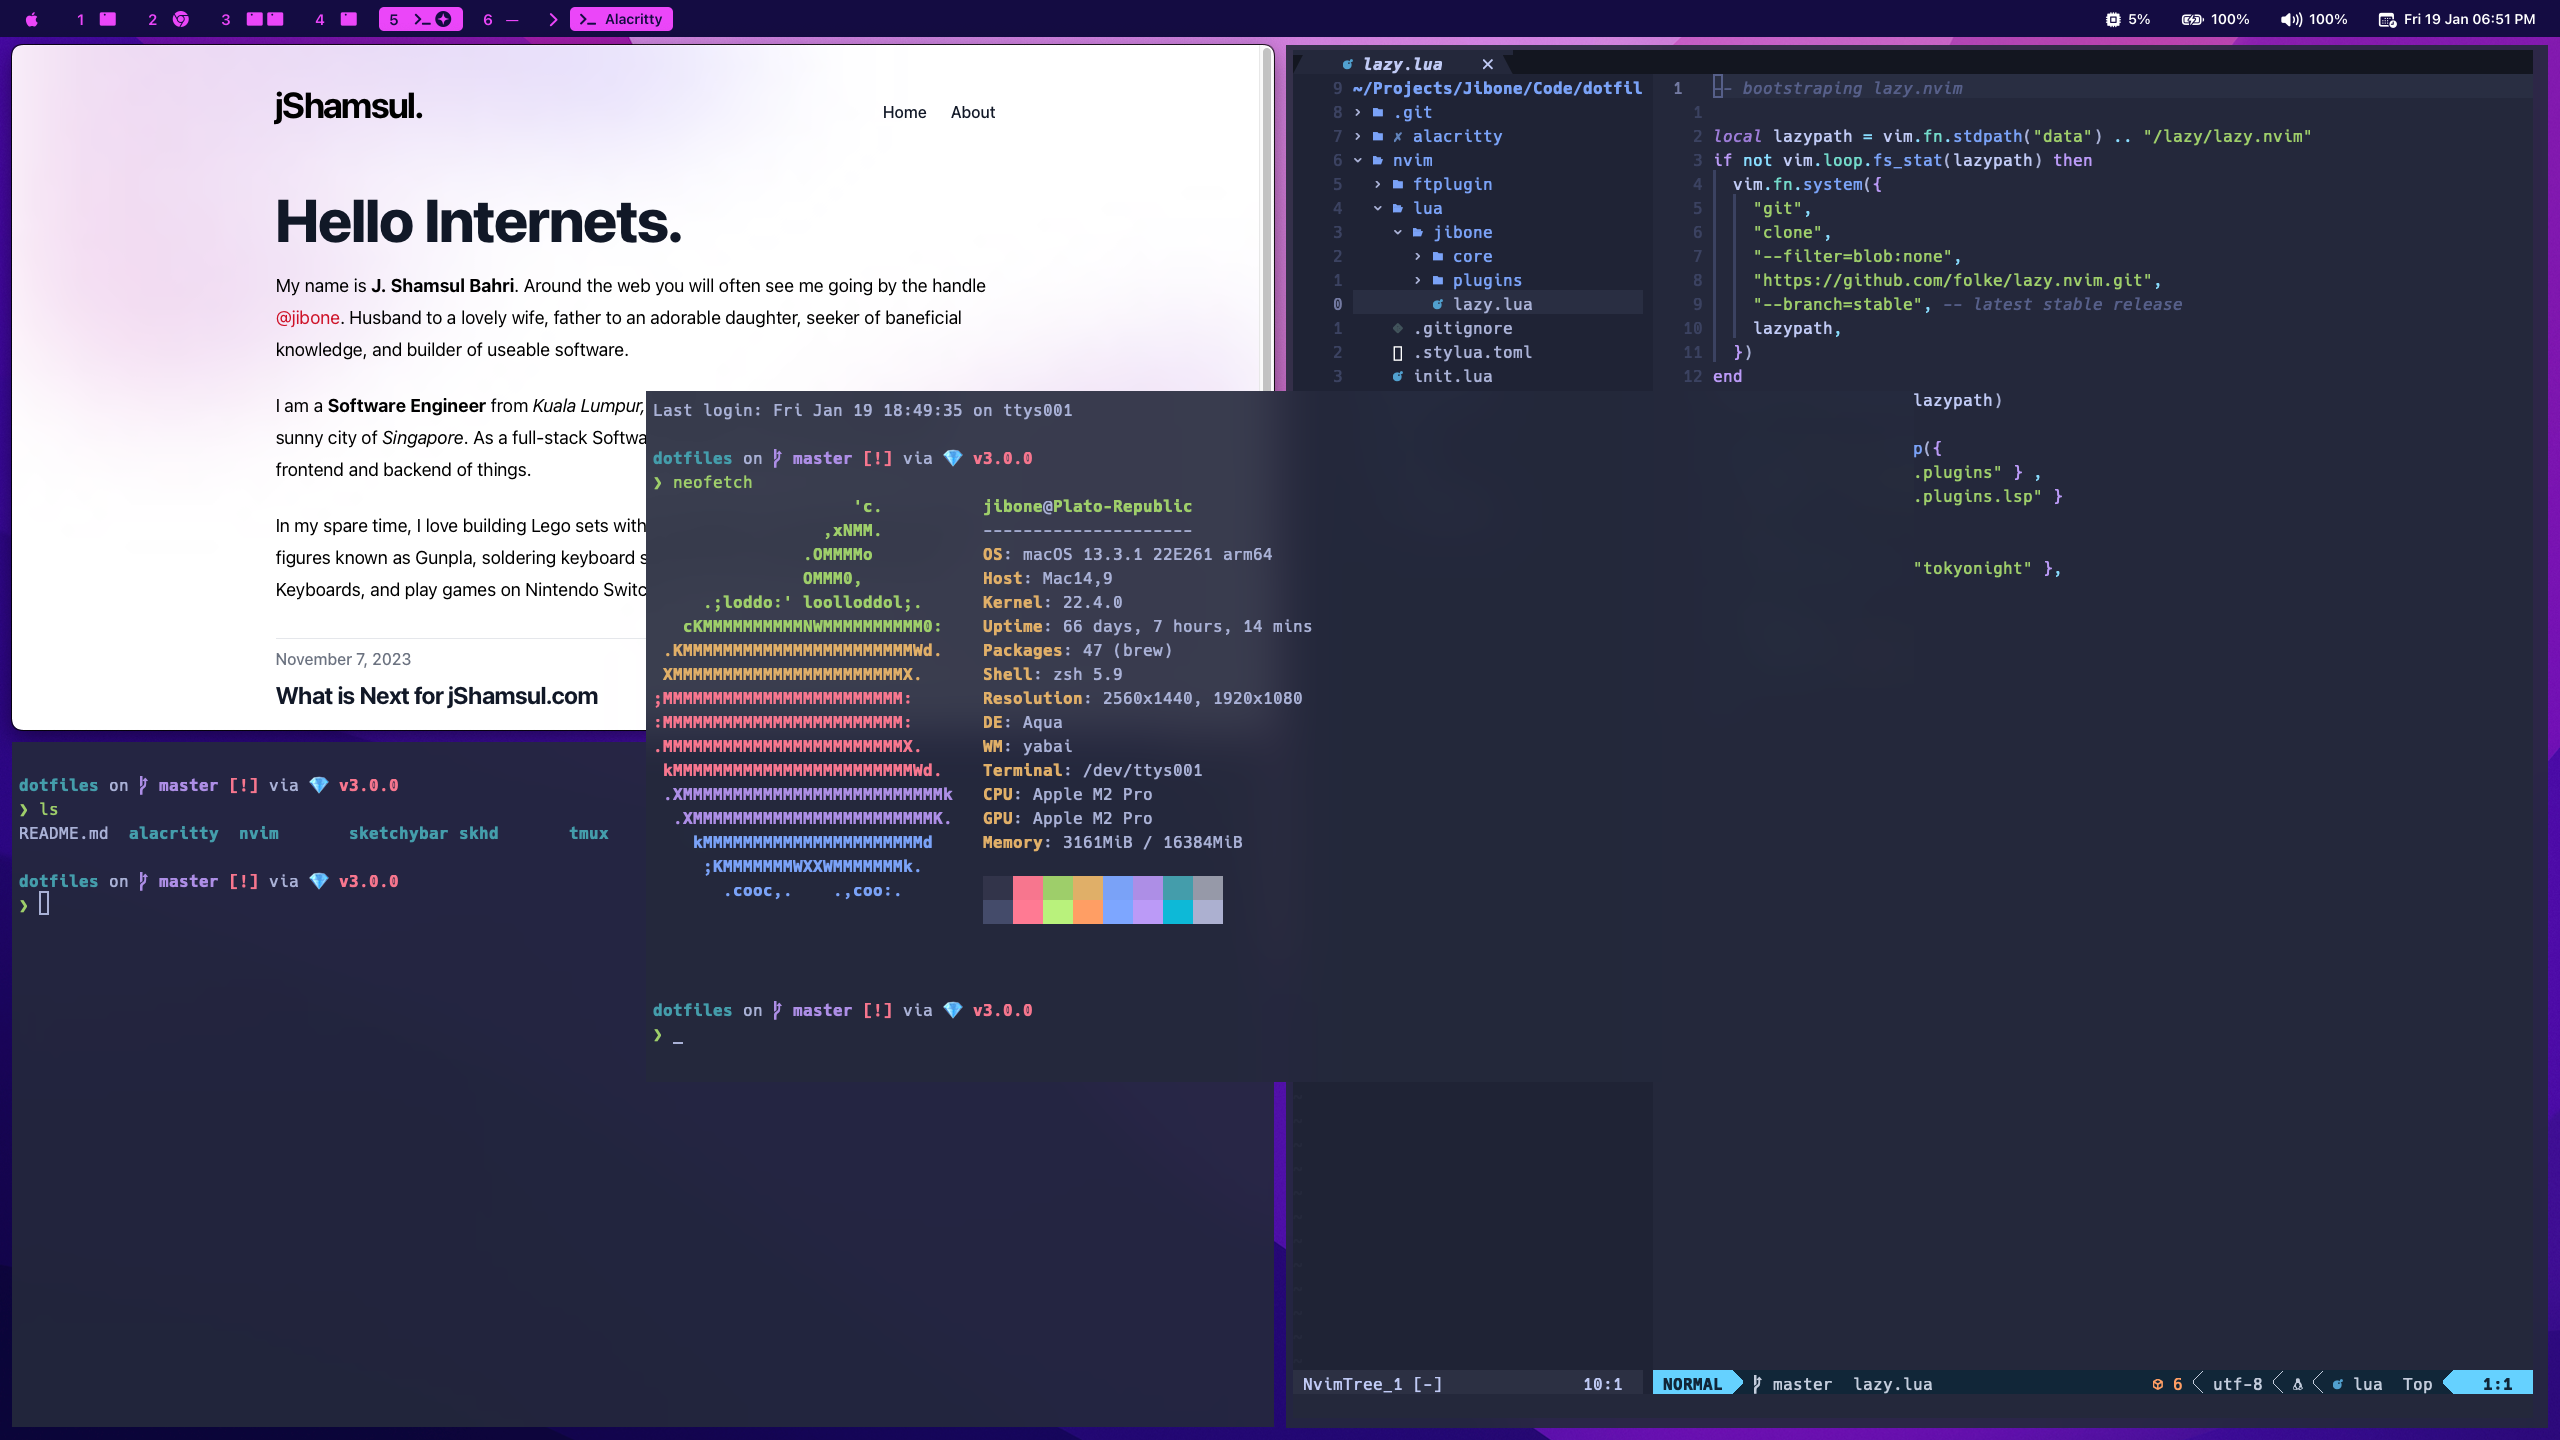 1 2 3 4 5 6 — Alacritty 5% 100% 100% Fri 19 Jan 06:51 PM
jShamsul.
Home About
Hello Internets.
My name is J. Shamsul Bahri. Around the web you will often see me going by the handle
@jibone. Husband to a lovely wife, father to an adorable daughter, seeker of baneficial
knowledge, and builder of useable software.
I am a Software Engineer from Kuala Lumpur,
sunny city of Singapore. As a full-stack Softwa
frontend and backend of things.
In my spare time, I love building Lego sets with
figures known as Gunpla, soldering keyboard s
Keyboards, and play games on Nintendo Switc
November 7, 2023
What is Next for jShamsul.com
dotfiles on master [!] via 💎 v3.0.0
❯ ls
README.md alacritty nvim sketchybar skhd tmux
dotfiles on master [!] via 💎 v3.0.0
❯
Last login: Fri Jan 19 18:49:35 on ttys001
dotfiles on master [!] via 💎 v3.0.0
❯ neofetch
'c. jibone@Plato-Republic
,xNMM. ---------------------
.OMMMMo OS: macOS 13.3.1 22E261 arm64
OMMM0, Host: Mac14,9
.;loddo:' loolloddol;. Kernel: 22.4.0
cKMMMMMMMMMMNWMMMMMMMMMM0: Uptime: 66 days, 7 hours, 14 mins
.KMMMMMMMMMMMMMMMMMMMMMMMWd. Packages: 47 (brew)
XMMMMMMMMMMMMMMMMMMMMMMMX. Shell: zsh 5.9
;MMMMMMMMMMMMMMMMMMMMMMMM: Resolution: 2560x1440, 1920x1080
:MMMMMMMMMMMMMMMMMMMMMMMM: DE: Aqua
.MMMMMMMMMMMMMMMMMMMMMMMMX. WM: yabai
kMMMMMMMMMMMMMMMMMMMMMMMMWd. Terminal: /dev/ttys001
.XMMMMMMMMMMMMMMMMMMMMMMMMMMk CPU: Apple M2 Pro
.XMMMMMMMMMMMMMMMMMMMMMMMMK. GPU: Apple M2 Pro
kMMMMMMMMMMMMMMMMMMMMMMd Memory: 3161MiB / 16384MiB
;KMMMMMMMWXXWMMMMMMMk.
.cooc,. .,coo:.
dotfiles on master [!] via 💎 v3.0.0
❯ _
lazy.lua ×
9 ~/Projects/Jibone/Code/dotfil
8 .git
7 ✗ alacritty
6 nvim
5 ftplugin
4 lua
3 jibone
2 core
1 plugins
0 lazy.lua
1 .gitignore
2 .stylua.toml
3 init.lua
1 -- bootstraping lazy.nvim
1
2 local lazypath = vim.fn.stdpath("data") .. "/lazy/lazy.nvim"
3 if not vim.loop.fs_stat(lazypath) then
4 vim.fn.system({
5 "git",
6 "clone",
7 "--filter=blob:none",
8 "https://github.com/folke/lazy.nvim.git",
9 "--branch=stable", -- latest stable release
10 lazypath,
11 })
12 end
lazypath)
p({
.plugins" } ,
.plugins.lsp" }
"tokyonight" },
NvimTree_1 [-] 10:1
NORMAL master lazy.lua 6 utf-8 lua Top 1:1